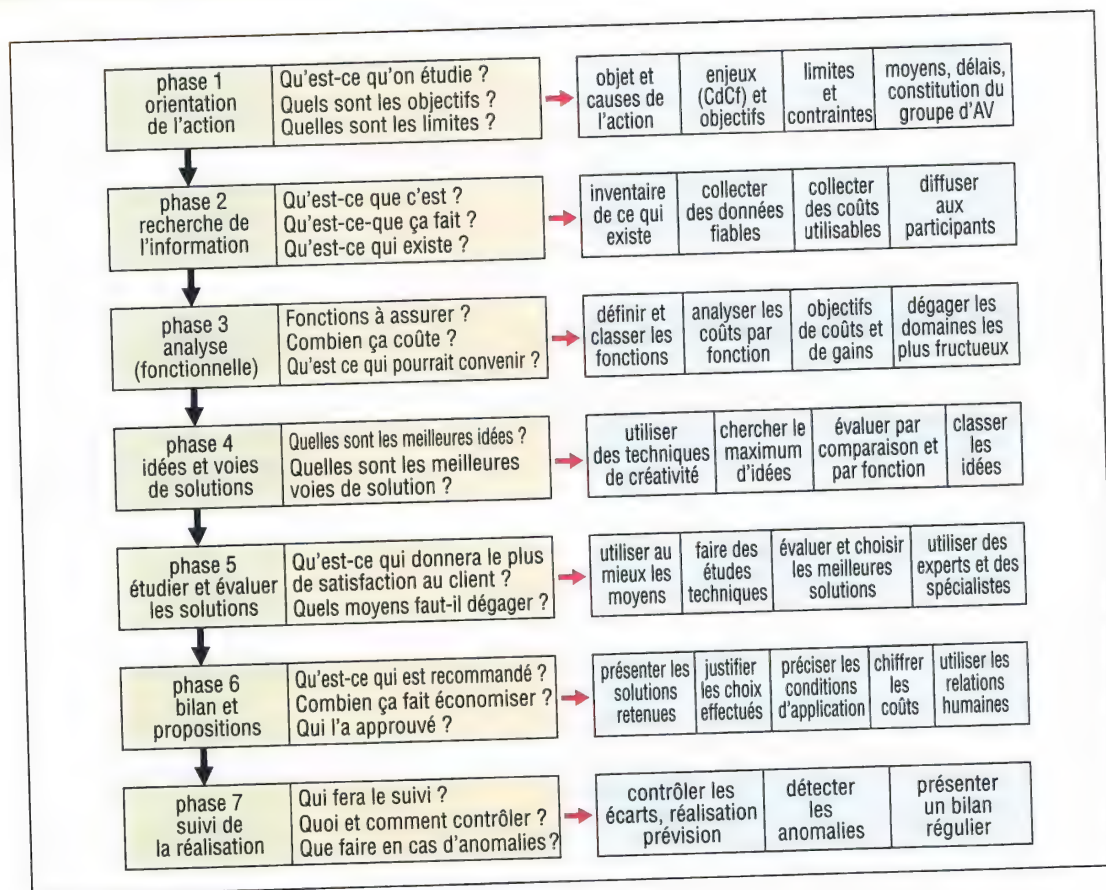 phase 1
orientation
de l'action
Qu'est-ce qu'on étudie ?
Quels sont les objectifs ?
Quelles sont les limites ?
objet et
causes de
l'action
enjeux
(CdCf) et
objectifs
limites
et
contraintes
moyens, délais,
constitution du
groupe d'AV
phase 2
recherche de
l'information
Qu'est-ce que c'est ?
Qu'est-ce-que ça fait ?
Qu'est-ce qui existe ?
inventaire
de ce qui
existe
collecter
des données
fiables
collecter
des coûts
utilisables
diffuser
aux
participants
phase 3
analyse
(fonctionnelle)
Fonctions à assurer ?
Combien ça coûte ?
Qu'est ce qui pourrait convenir ?
définir et
classer les
fonctions
analyser les
coûts par
fonction
objectifs
de coûts et
de gains
dégager les
domaines les
plus fructueux
phase 4
idées et voies
de solutions
Quelles sont les meilleures idées ?
Quelles sont les meilleures
voies de solution ?
utiliser
des techniques
de créativité
chercher le
maximum
d'idées
évaluer par
comparaison et
par fonction
classer
les
idées
phase 5
étudier et évaluer
les solutions
Qu'est-ce qui donnera le plus
de satisfaction au client ?
Quels moyens faut-il dégager ?
utiliser au
mieux les
moyens
faire des
études
techniques
évaluer et choisir
les meilleures
solutions
utiliser des
experts et des
spécialistes
phase 6
bilan et
propositions
Qu'est-ce qui est recommandé ?
Combien ça fait économiser ?
Qui l'a approuvé ?
présenter les
solutions
retenues
justifier
les choix
effectués
préciser les
conditions
d'application
chiffrer
les
coûts
utiliser les
relations
humaines
phase 7
suivi de
la réalisation
Qui fera le suivi ?
Quoi et comment contrôler ?
Que faire en cas d'anomalies?
contrôler les
écarts, réalisation
prévision
détecter
les
anomalies
présenter
un bilan
régulier